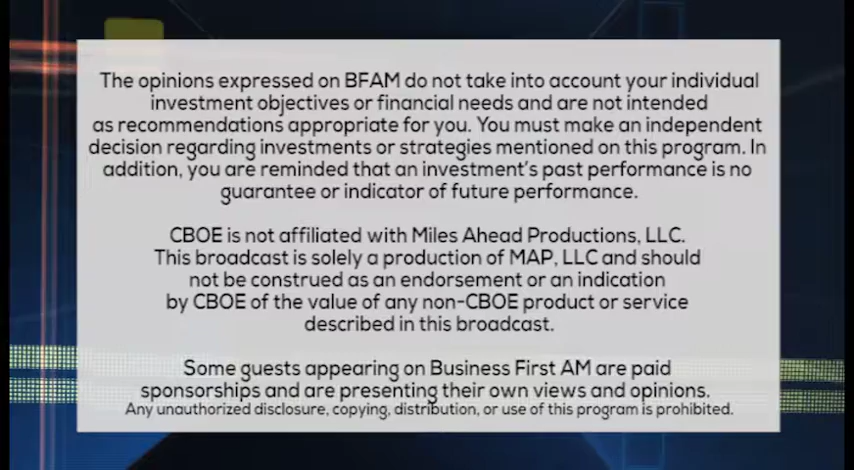 The opinions expressed on BFAM do not take into account your individual
investment objectives or financial needs and are not intended
as recommendations appropriate for you. You must make an independent
decision regarding investments or strategies mentioned on this program. In
addition, you are reminded that an investment's past performance is no
guarantee or indicator of future performance.
CBOE is not affiliated with Miles Ahead Productions, LLC.
This broadcast is solely a production of MAP, LLC and should
not be construed as an endorsement or an indication
by CBOE of the value of any non-CBOE product or service
described in this broadcast.
Some guests appearing on Business First AM are paid
sponsorships and are presenting their own views and opinions.
Any unauthorized disclosure, copying, distribution, or use of this program is prohibited.